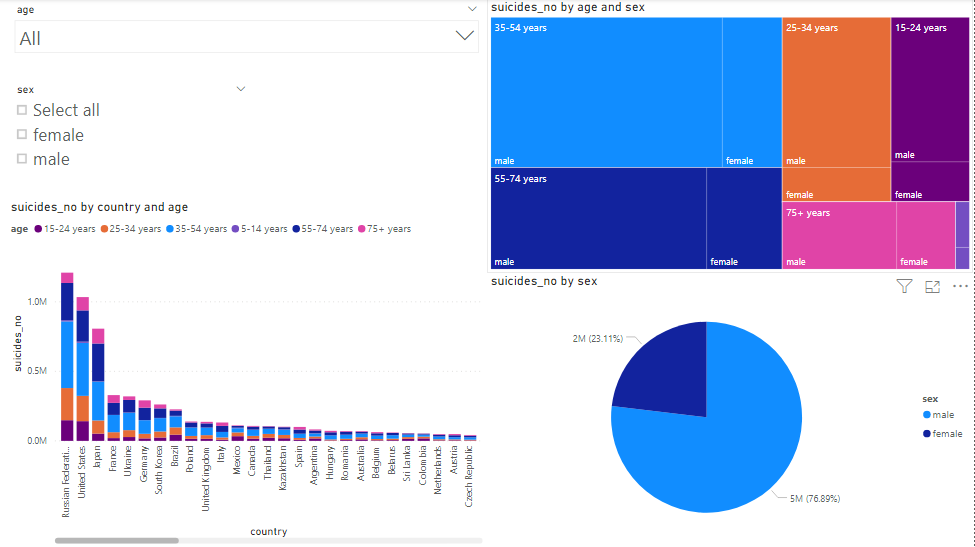 age
All
sex
Select all
female
male
suicides_no by country and age
age 15-24 years 25-34 years 35-54 years 5-14 years 55-74 years 75+ years
1.0M
0.5M
0.0M
suicides_no
Russian Federati...
United States
Japan
France
Ukraine
Germany
South Korea
Brazil
Poland
United Kingdom
Italy
Mexico
Canada
Thailand
Kazakhstan
Spain
Argentina
Hungary
Romania
Australia
Belgium
Belarus
Sri Lanka
Colombia
Netherlands
Austria
Czech Republic
country
suicides_no by age and sex
35-54 years
25-34 years
15-24 years
male
female
male
male
female
female
55-74 years
75+ years
male
female
male
female
suicides_no by sex
2M (23.11%)
5M (76.89%)
sex
male
female